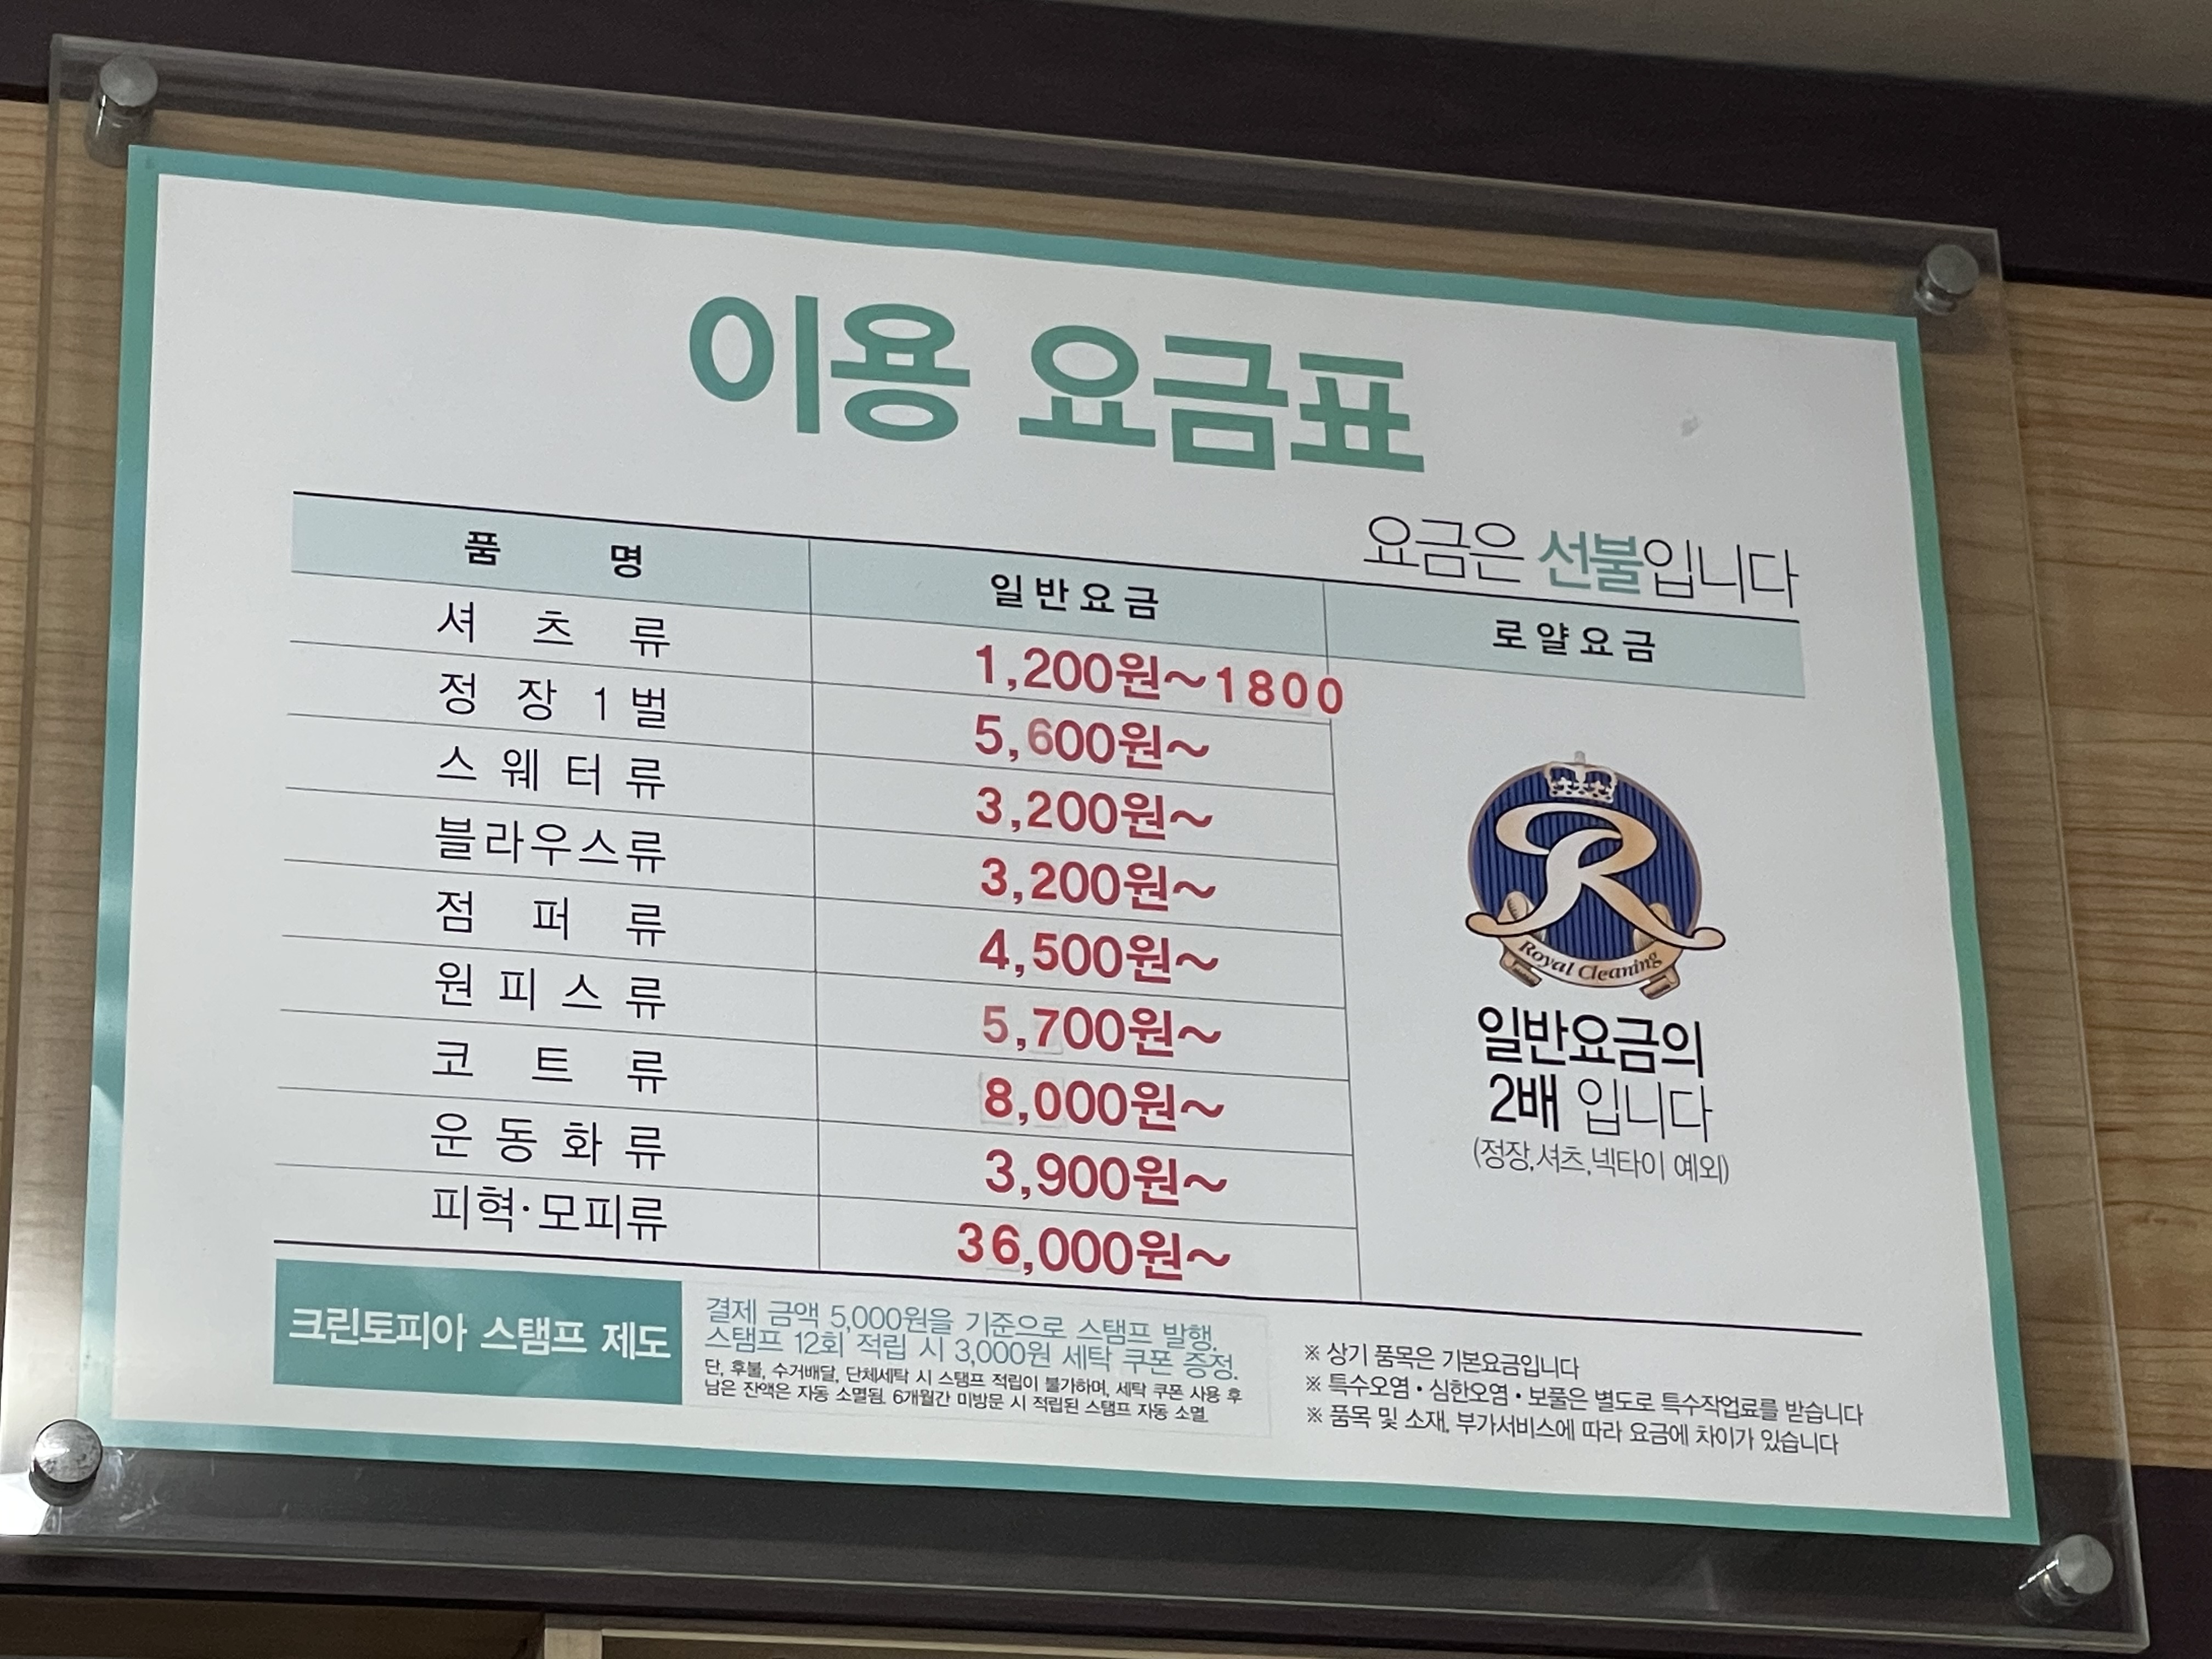 이용 요금표
요금은 선불입니다
품 명 일반요금 로얄요금
셔 츠 류 1,200원~1800
정 장 1 벌 5,600원~
스 웨 터 류 3,200원~
블라우스류 3,200원~
점 퍼 류 4,500원~
원 피 스 류 5,700원~
코 트 류 8,000원~
운 동 화 류 3,900원~
피혁·모피류 36,000원~
R
Royal Cleaning
일반요금의
2배 입니다
(정장,셔츠,넥타이 예외)
크린토피아 스탬프 제도
결제 금액 5,000원을 기준으로 스탬프 발행.
스탬프 12회 적립 시 3,000원 세탁 쿠폰 증정.
단, 후불, 수거배달, 단체세탁 시 스탬프 적립이 불가하며, 세탁 쿠폰 사용 후
남은 잔액은 자동 소멸됨. 6개월간 미방문 시 적립된 스탬프 자동 소멸.
※ 상기 품목은 기본요금입니다
※ 특수오염·심한오염·보풀은 별도로 특수작업료를 받습니다
※ 품목 및 소재, 부가서비스에 따라 요금에 차이가 있습니다